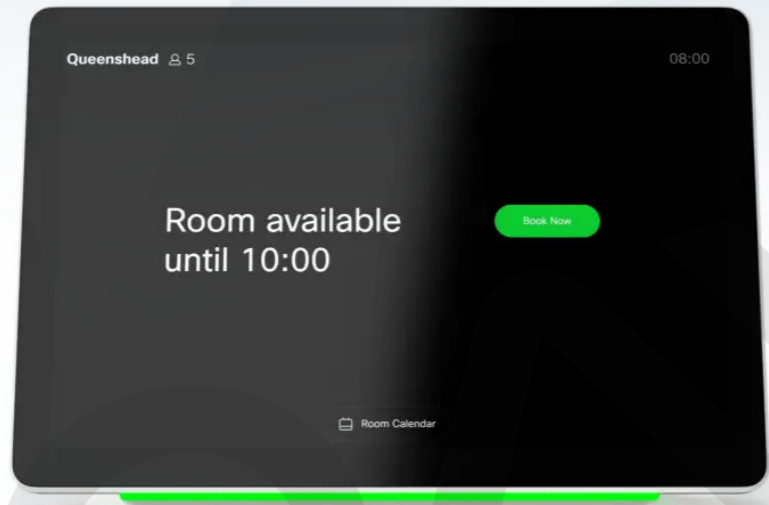 Queenshead 5
08:00
Room available
until 10:00
Book Now
Room Calendar